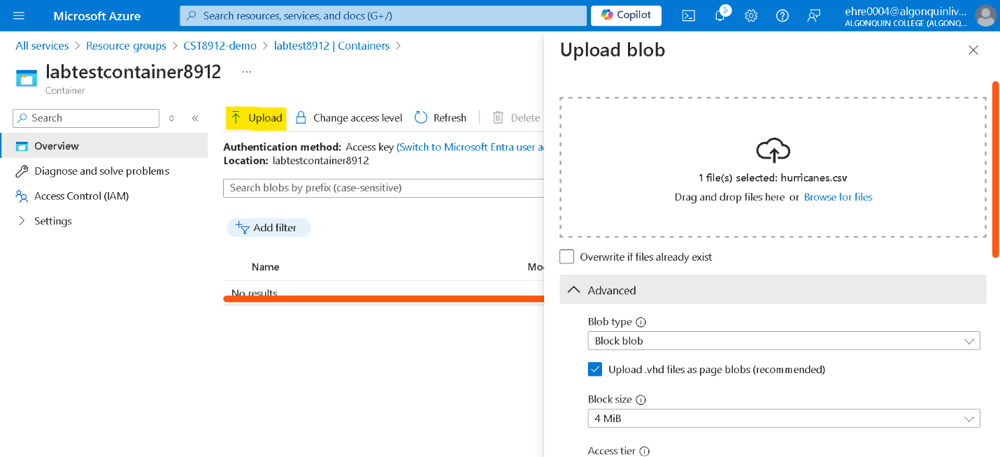 Microsoft Azure
Search resources, services, and docs (G+/)
Copilot
5
ehre0004@algonquinliv...
ALGONQUIN COLLEGE (ALGONQ...
All services > Resource groups > CST8912-demo > labtest8912 | Containers >
labtestcontainer8912 ...
Container
Search
Overview
Diagnose and solve problems
Access Control (IAM)
Settings
Upload
Change access level
Refresh
Delete
Authentication method: Access key (Switch to Microsoft Entra user a
Location: labtestcontainer8912
Search blobs by prefix (case-sensitive)
Add filter
Name
Mo
No results
Upload blob
1 file(s) selected: hurricanes.csv
Drag and drop files here or Browse for files
Overwrite if files already exist
Advanced
Blob type
Block blob
Upload .vhd files as page blobs (recommended)
Block size
4 MiB
Access tier